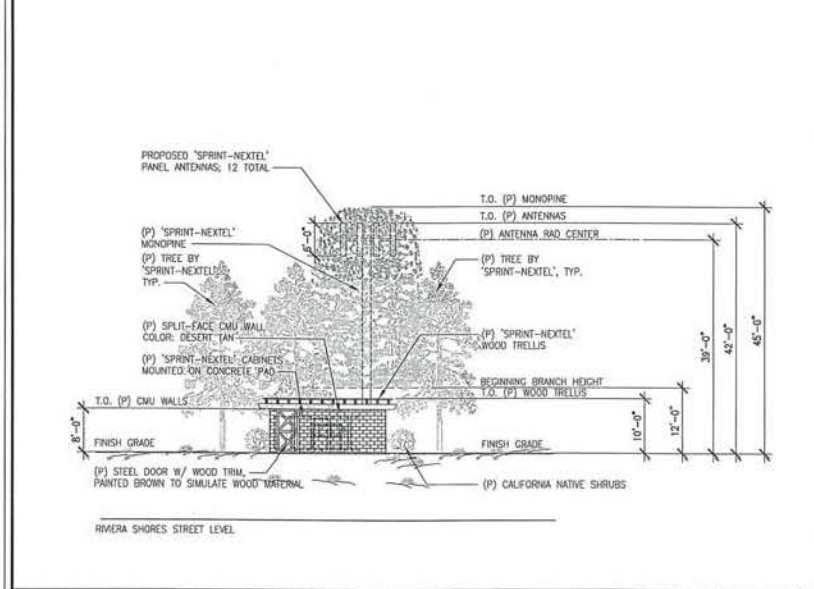 PROPOSED 'SPRINT-NEXTEL'
PANEL ANTENNAS; 12 TOTAL
T.O. (P) MONOPINE
T.O. (P) ANTENNAS
(P) ANTENNA RAD CENTER
6'-0"
(P) 'SPRINT-NEXTEL'
MONOPINE
(P) TREE BY
'SPRINT-NEXTEL'
TYP.
(P) TREE BY
'SPRINT-NEXTEL', TYP.
(P) SPLIT-FACE CMU WALL
COLOR: DESERT TAN
(P) 'SPRINT-NEXTEL' CABINETS
MOUNTED ON CONCRETE PAD
(P) 'SPRINT-NEXTEL'
WOOD TRELLIS
39'-0"
42'-0"
45'-0"
BEGINNING BRANCH HEIGHT
T.O. (P) WOOD TRELLIS
T.O. (P) CMU WALLS
8'-0"
10'-0"
12'-0"
FINISH GRADE
FINISH GRADE
(P) STEEL DOOR W/ WOOD TRIM,
PAINTED BROWN TO SIMULATE WOOD MATERIAL
(P) CALIFORNIA NATIVE SHRUBS
RIVIERA SHORES STREET LEVEL